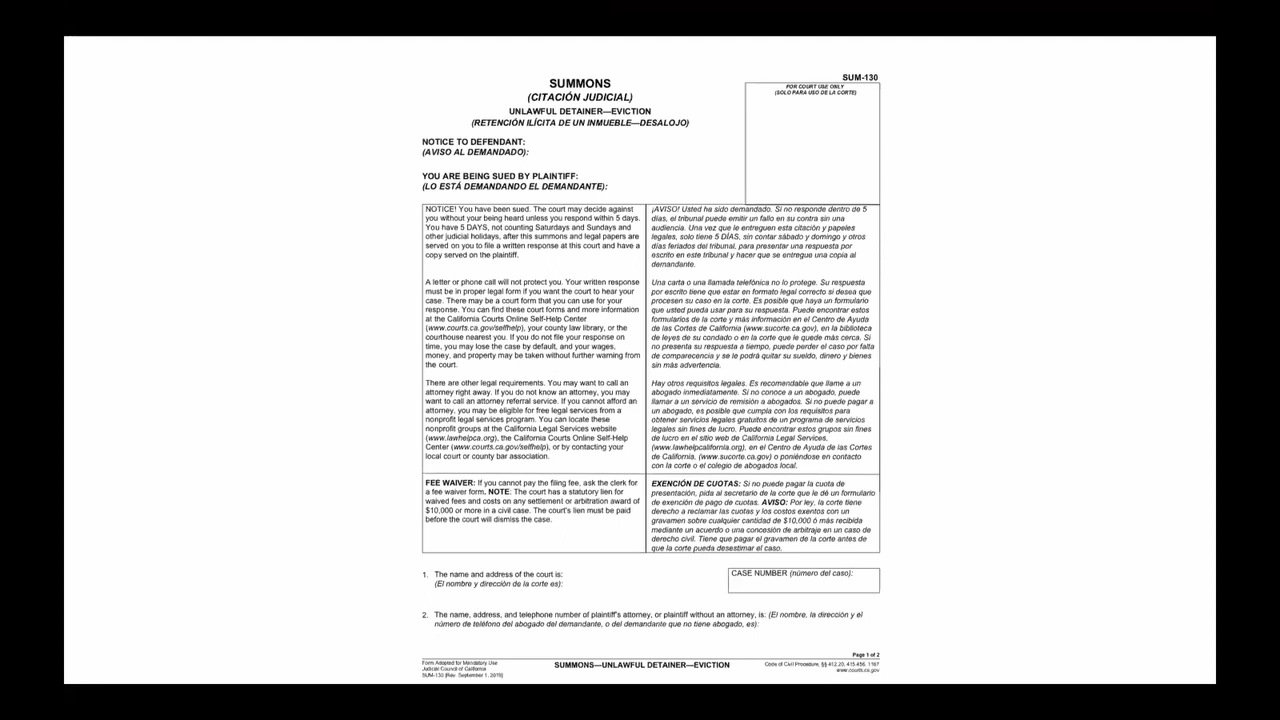 SUM-130
SUMMONS
(CITACIÓN JUDICIAL)
UNLAWFUL DETAINER—EVICTION
(RETENCIÓN ILÍCITA DE UN INMUEBLE—DESALOJO)
FOR COURT USE ONLY
(SOLO PARA USO DE LA CORTE)
NOTICE TO DEFENDANT:
(AVISO AL DEMANDADO):
YOU ARE BEING SUED BY PLAINTIFF:
(LO ESTÁ DEMANDANDO EL DEMANDANTE):
NOTICE! You have been sued. The court may decide against
you without your being heard unless you respond within 5 days.
You have 5 DAYS, not counting Saturdays and Sundays and
other judicial holidays, after this summons and legal papers are
served on you to file a written response at this court and have a
copy served on the plaintiff.
A letter or phone call will not protect you. Your written response
must be in proper legal form if you want the court to hear your
case. There may be a court form that you can use for your
response. You can find these court forms and more information
at the California Courts Online Self-Help Center
(www.courts.ca.gov/selfhelp), your county law library, or the
courthouse nearest you. If you do not file your response on
time, you may lose the case by default, and your wages,
money, and property may be taken without further warning from
the court.
There are other legal requirements. You may want to call an
attorney right away. If you do not know an attorney, you may
want to call an attorney referral service. If you cannot afford an
attorney, you may be eligible for free legal services from a
nonprofit legal services program. You can locate these
nonprofit groups at the California Legal Services website
(www.lawhelpca.org), the California Courts Online Self-Help
Center (www.courts.ca.gov/selfhelp), or by contacting your
local court or county bar association.
¡AVISO! Usted ha sido demandado. Si no responde dentro de 5
días, el tribunal puede emitir un fallo en su contra sin una
audiencia. Una vez que le entreguen esta citación y papeles
legales, solo tiene 5 DÍAS, sin contar sábado y domingo y otros
días feriados del tribunal, para presentar una respuesta por
escrito en este tribunal y hacer que se entregue una copia al
demandante.
Una carta o una llamada telefónica no lo protege. Su respuesta
por escrito tiene que estar en formato legal correcto si desea que
procesen su caso en la corte. Es posible que haya un formulario
que usted pueda usar para su respuesta. Puede encontrar estos
formularios de la corte y más información en el Centro de Ayuda
de las Cortes de California (www.sucorte.ca.gov), en la biblioteca
de leyes de su condado o en la corte que le quede más cerca. Si
no presenta su respuesta a tiempo, puede perder el caso por falta
de comparecencia y se le podrá quitar su sueldo, dinero y bienes
sin más advertencia.
Hay otros requisitos legales. Es recomendable que llame a un
abogado inmediatamente. Si no conoce a un abogado, puede
llamar a un servicio de remisión a abogados. Si no puede pagar a
un abogado, es posible que cumpla con los requisitos para
obtener servicios legales gratuitos de un programa de servicios
legales sin fines de lucro. Puede encontrar estos grupos sin fines
de lucro en el sitio web de California Legal Services,
(www.lawhelpcalifornia.org), en el Centro de Ayuda de las Cortes
de California, (www.sucorte.ca.gov) o poniéndose en contacto
con la corte o el colegio de abogados local.
FEE WAIVER: If you cannot pay the filing fee, ask the clerk for
a fee waiver form. NOTE: The court has a statutory lien for
waived fees and costs on any settlement or arbitration award of
$10,000 or more in a civil case. The court's lien must be paid
before the court will dismiss the case.
EXENCIÓN DE CUOTAS: Si no puede pagar la cuota de
presentación, pida al secretario de la corte que le dé un formulario
de exención de pago de cuotas. AVISO: Por ley, la corte tiene
derecho a reclamar las cuotas y los costos exentos con un
gravamen sobre cualquier cantidad de $10,000 ó más recibida
mediante un acuerdo o una concesión de arbitraje en un caso de
derecho civil. Tiene que pagar el gravamen de la corte antes de
que la corte pueda desestimar el caso.
1. The name and address of the court is:
(El nombre y dirección de la corte es):
CASE NUMBER (número del caso):
2. The name, address, and telephone number of plaintiff's attorney, or plaintiff without an attorney, is: (El nombre, la dirección y el
número de teléfono del abogado del demandante, o del demandante que no tiene abogado, es):
Page 1 of 2
Form Adopted for Mandatory Use
Judicial Council of California
SUM-130 [Rev. September 1, 2019]
SUMMONS—UNLAWFUL DETAINER—EVICTION
Code of Civil Procedure, §§ 412.20, 415.456, 1167
www.courts.ca.gov